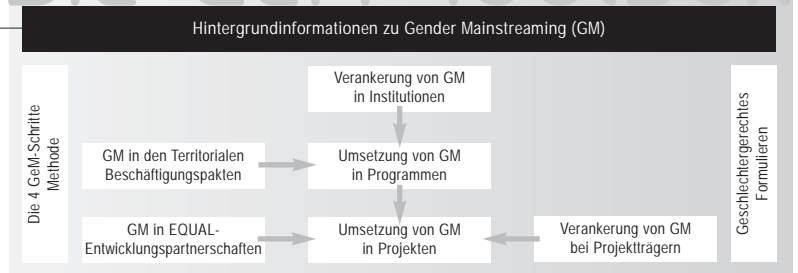 Hintergrundinformationen zu Gender Mainstreaming (GM)
Die 4 GeM-Schritte
Methode
Verankerung von GM
in Institutionen
GM in den Territorialen
Beschäftigungspakten
Umsetzung von GM
in Programmen
GM in EQUAL-
Entwicklungspartnerschaften
Umsetzung von GM
in Projekten
Verankerung von GM
bei Projektträgern
Geschlechtergerechtes
Formulieren